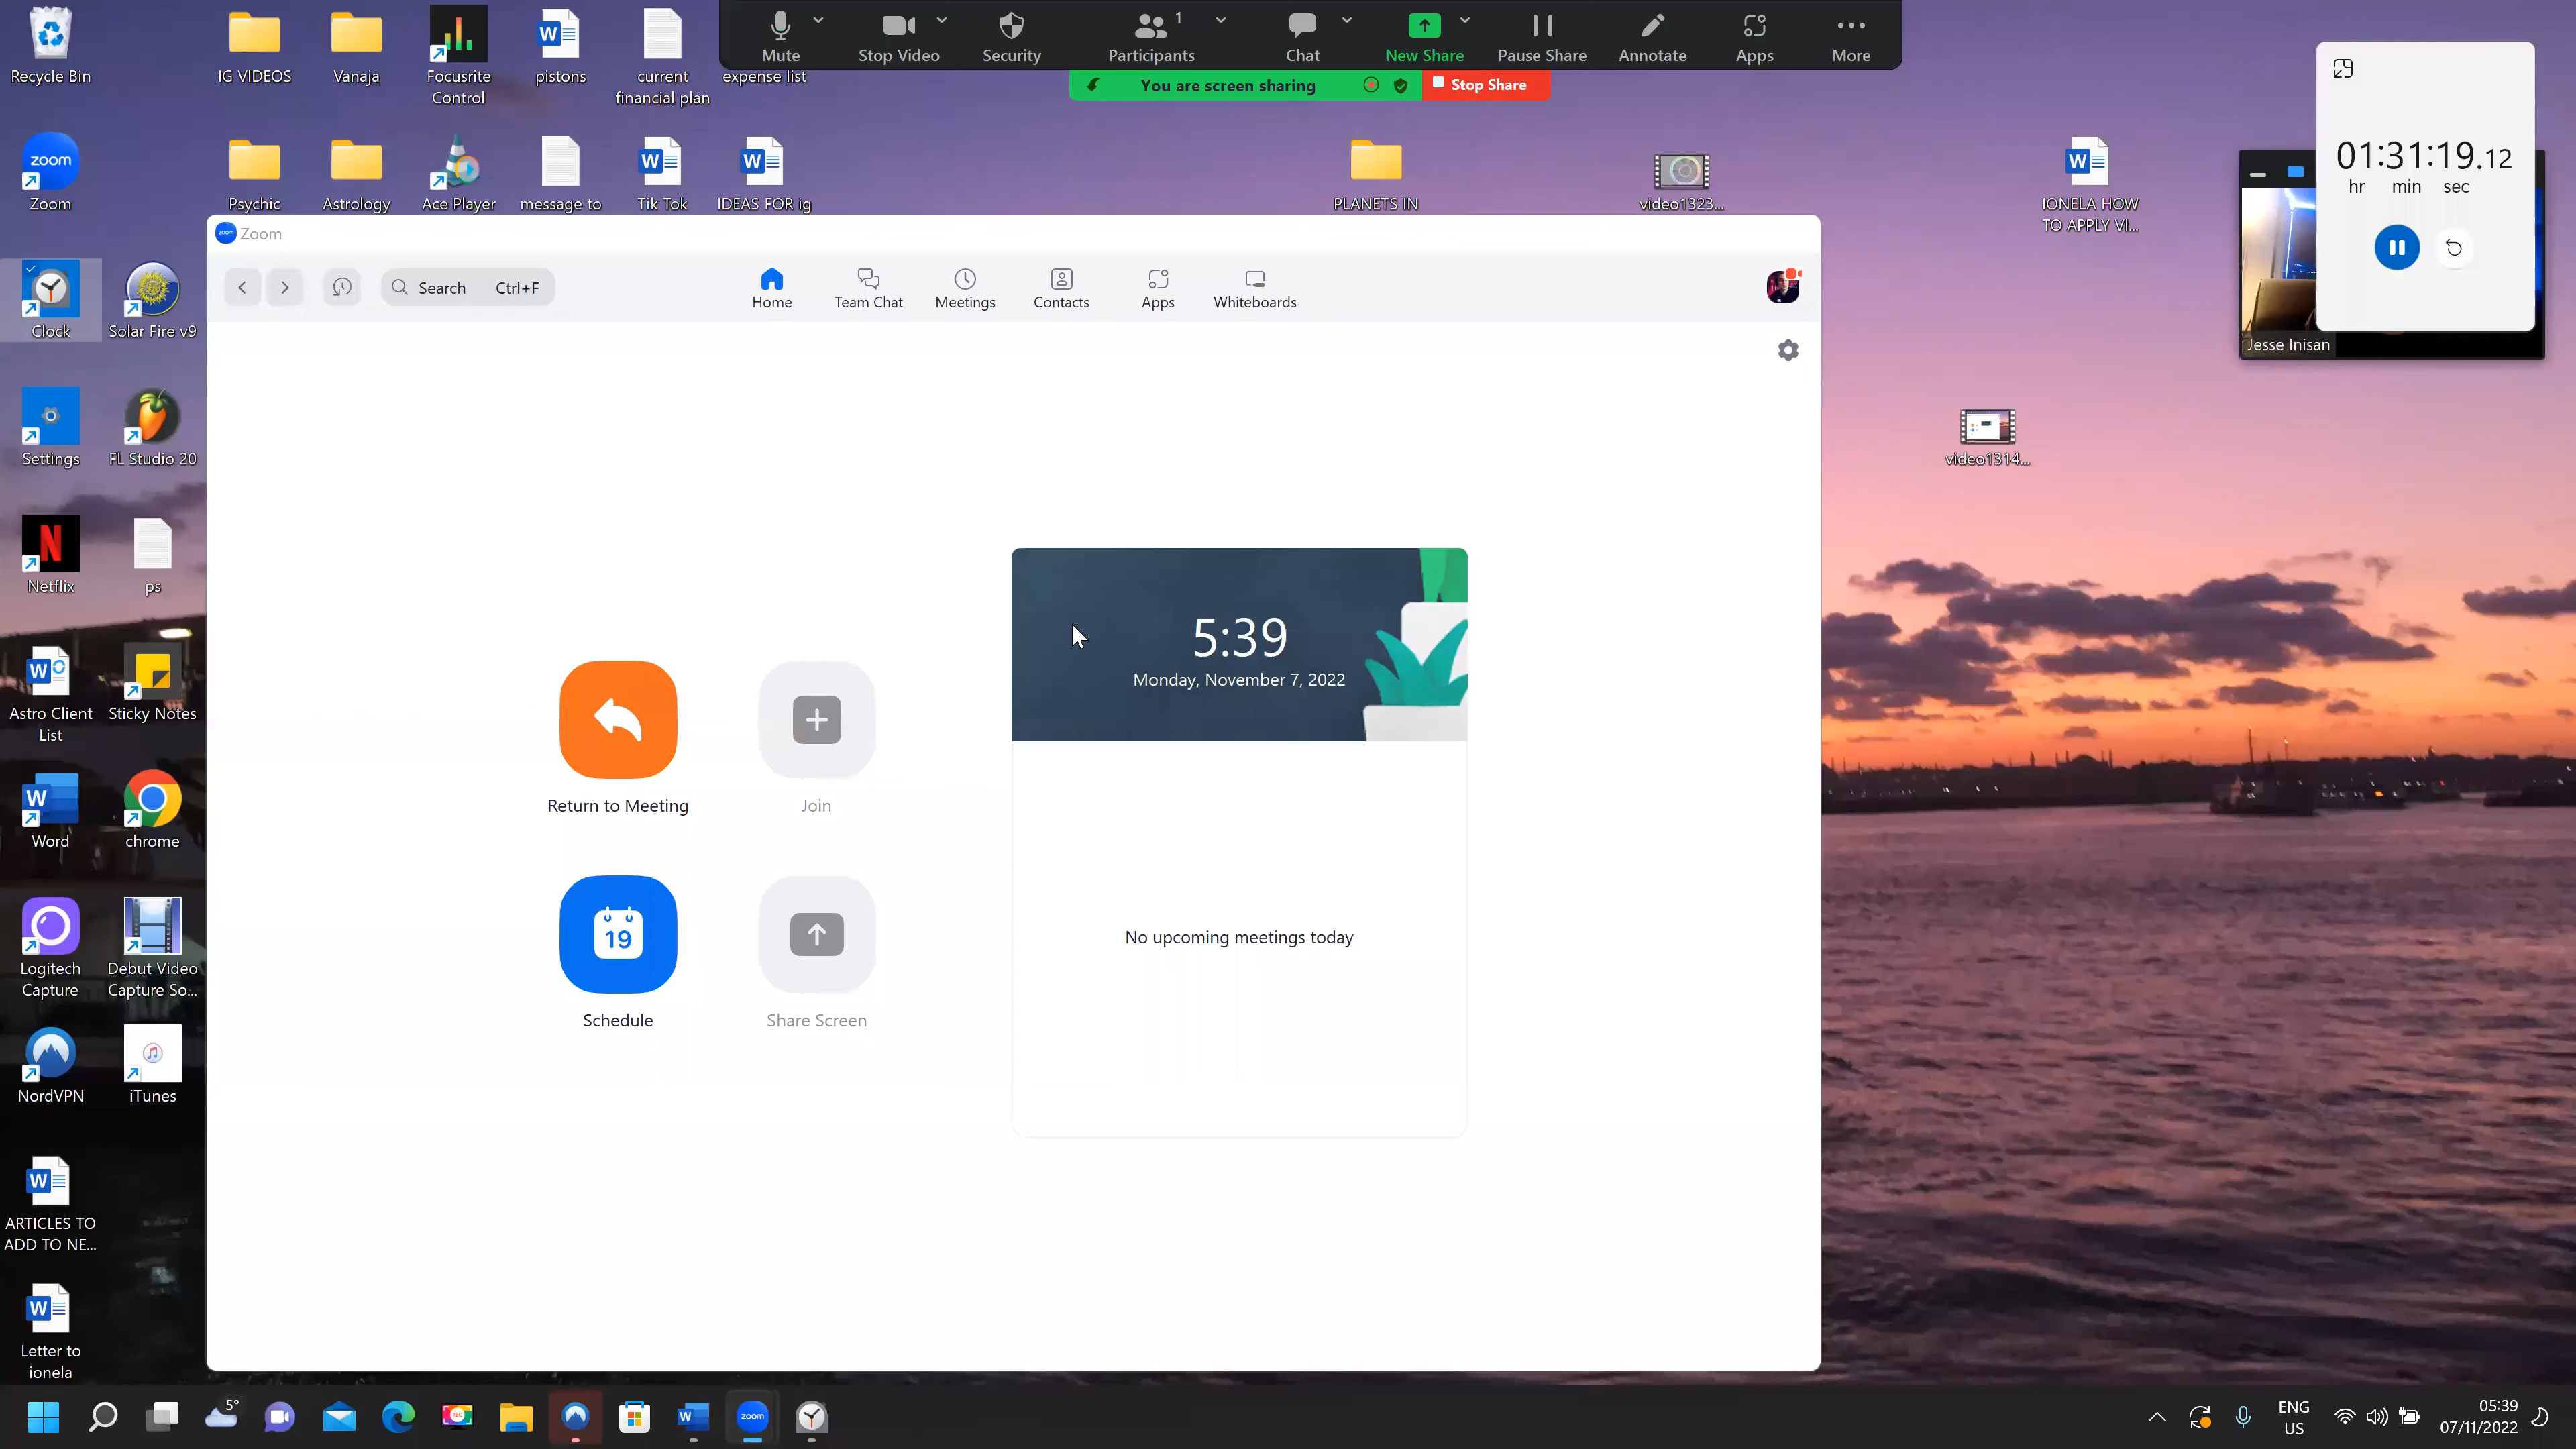 Mute
Stop Video
Security
Participants
1
Chat
New Share
Pause Share
Annotate
Apps
More
You are screen sharing
Stop Share
Recycle Bin
IG VIDEOS
Vanaja
Focusrite
Control
pistons
current
financial plan
expense list
Zoom
Psychic
Astrology
Ace Player
message to
Tik Tok
IDEAS FOR ig
PLANETS IN
video1323...
IONELA HOW
TO APPLY VI...
01:31:19.12
hr min sec
Jesse Inisan
video1314...
zoom
Zoom
Search Ctrl+F
Home
Team Chat
Meetings
Contacts
Apps
Whiteboards
Clock
Solar Fire v9
Settings
FL Studio 20
Netflix
ps
Astro Client
List
Sticky Notes
Word
chrome
Logitech
Capture
Debut Video
Capture So...
NordVPN
iTunes
ARTICLES TO
ADD TO NE...
Letter to
ionela
5:39
Monday, November 7, 2022
Return to Meeting
Join
19
Schedule
Share Screen
No upcoming meetings today
5°
REC
zoom
ENG
US
05:39
07/11/2022